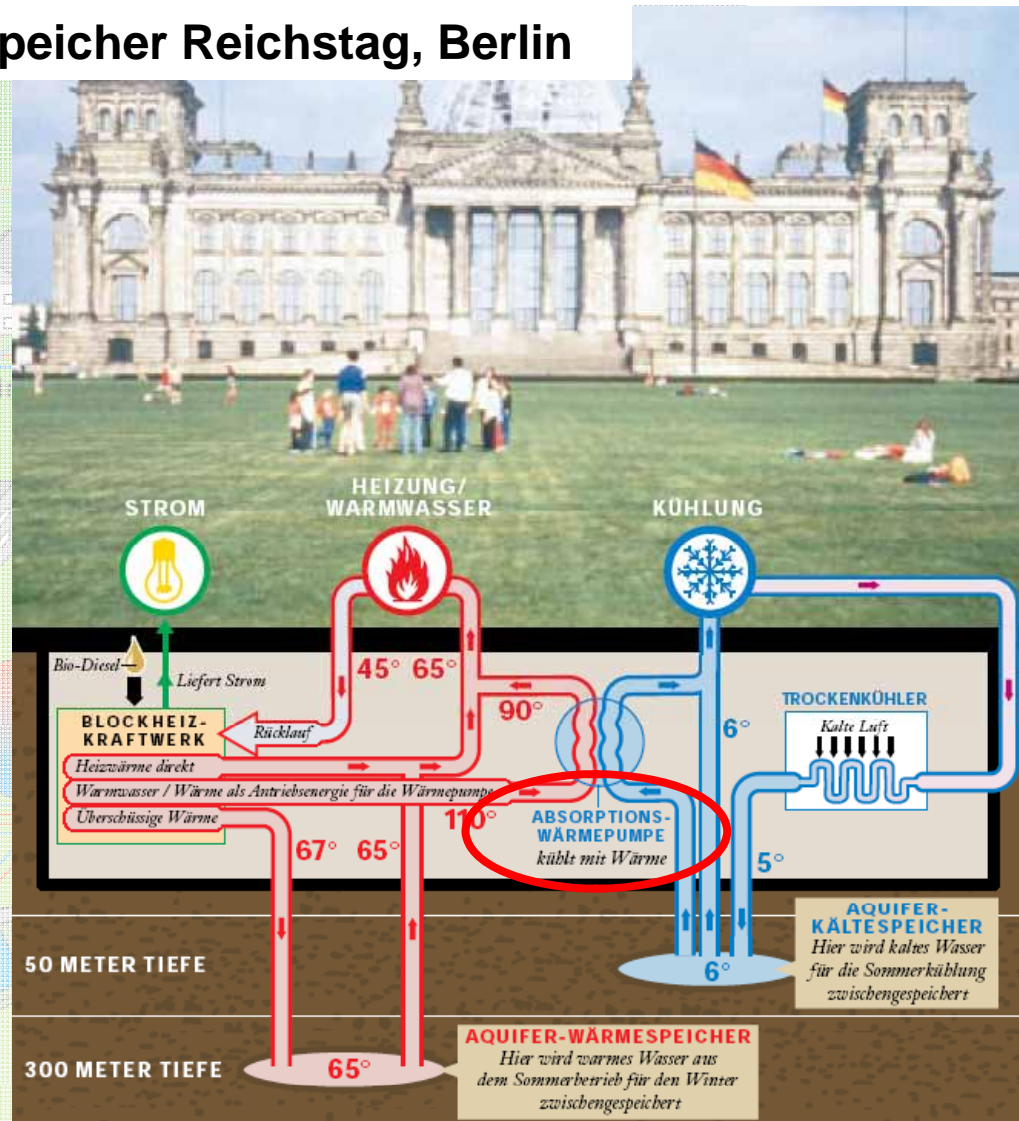 peicher Reichstag, Berlin
STROM
HEIZUNG/
WARMWASSER
KÜHLUNG
Bio-Diesel
Liefert Strom
45° 65°
90°
6°
TROCKENKÜHLER
Kalte Luft
BLOCKHEIZ-
KRAFTWERK
Rücklauf
Heizwärme direkt
Warmwasser / Wärme als Antriebsenergie für die Wärmepumpe
Überschüssige Wärme
110°
ABSORPTIONS-
WÄRMEPUMPE
kühlt mit Wärme
67° 65°
5°
50 METER TIEFE
6°
AQUIFER-
KÄLTESPEICHER
Hier wird kaltes Wasser
für die Sommerkühlung
zwischengespeichert
300 METER TIEFE
65°
AQUIFER-WÄRMESPEICHER
Hier wird warmes Wasser aus
dem Sommerbetrieb für den Winter
zwischengespeichert